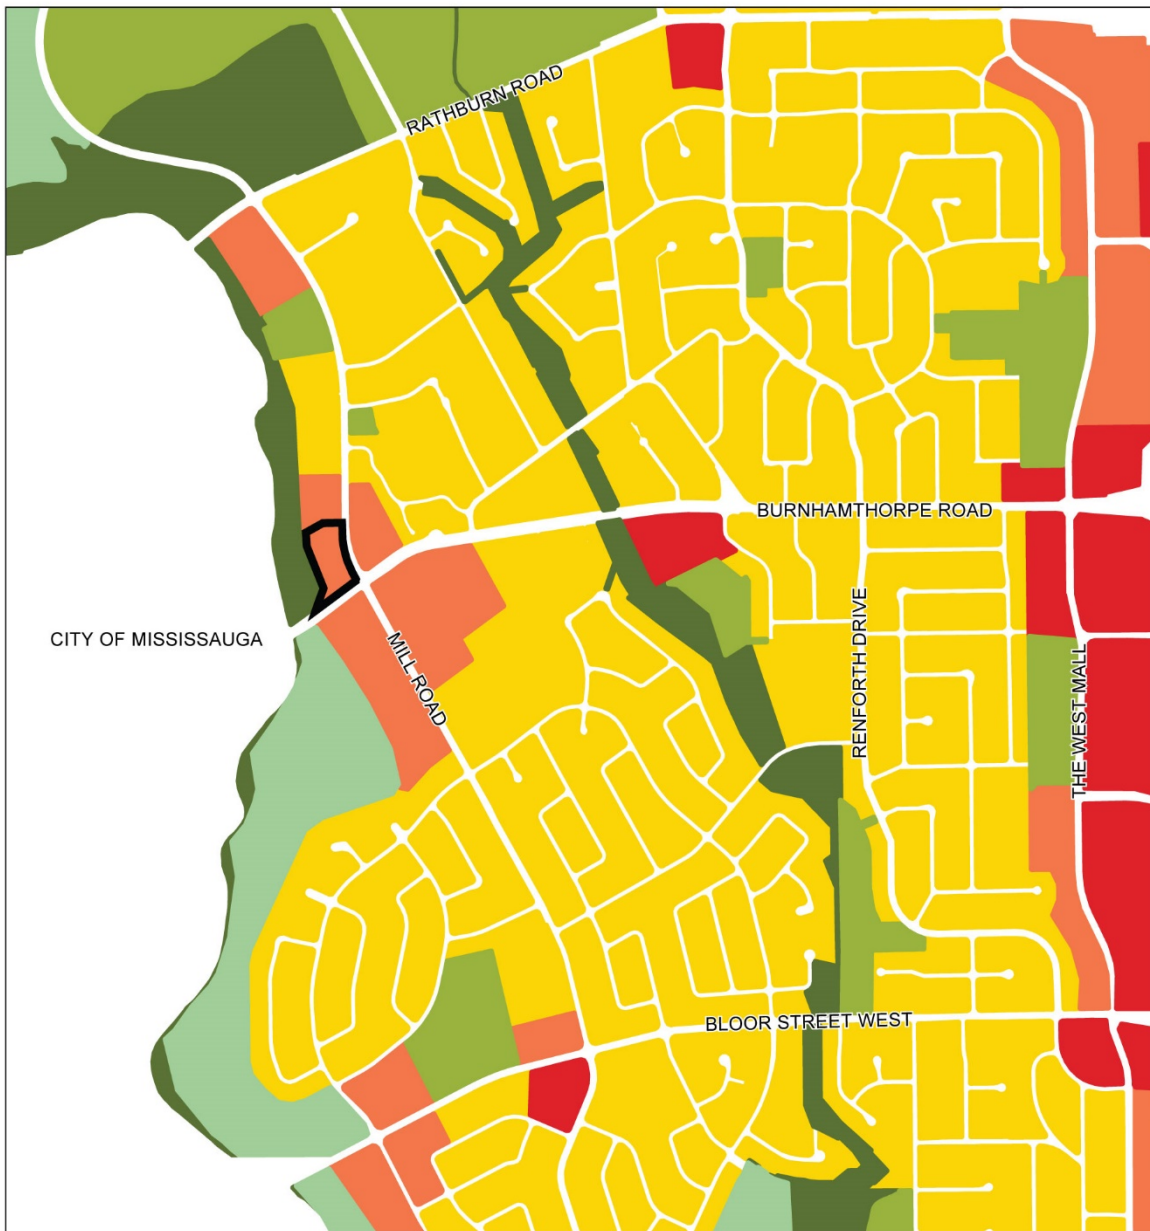 RATHBURN ROAD
BURNHAMTHORPE ROAD
CITY OF MISSISSAUGA
MILL ROAD
RENFORTH DRIVE
THE WEST MALL
BLOOR STREET WEST